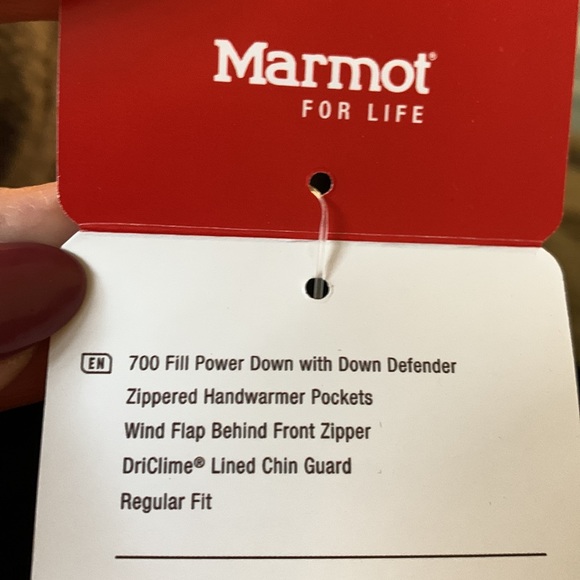 Marmot®
FOR LIFE
EN 700 Fill Power Down with Down Defender
Zippered Handwarmer Pockets
Wind Flap Behind Front Zipper
DriClime® Lined Chin Guard
Regular Fit